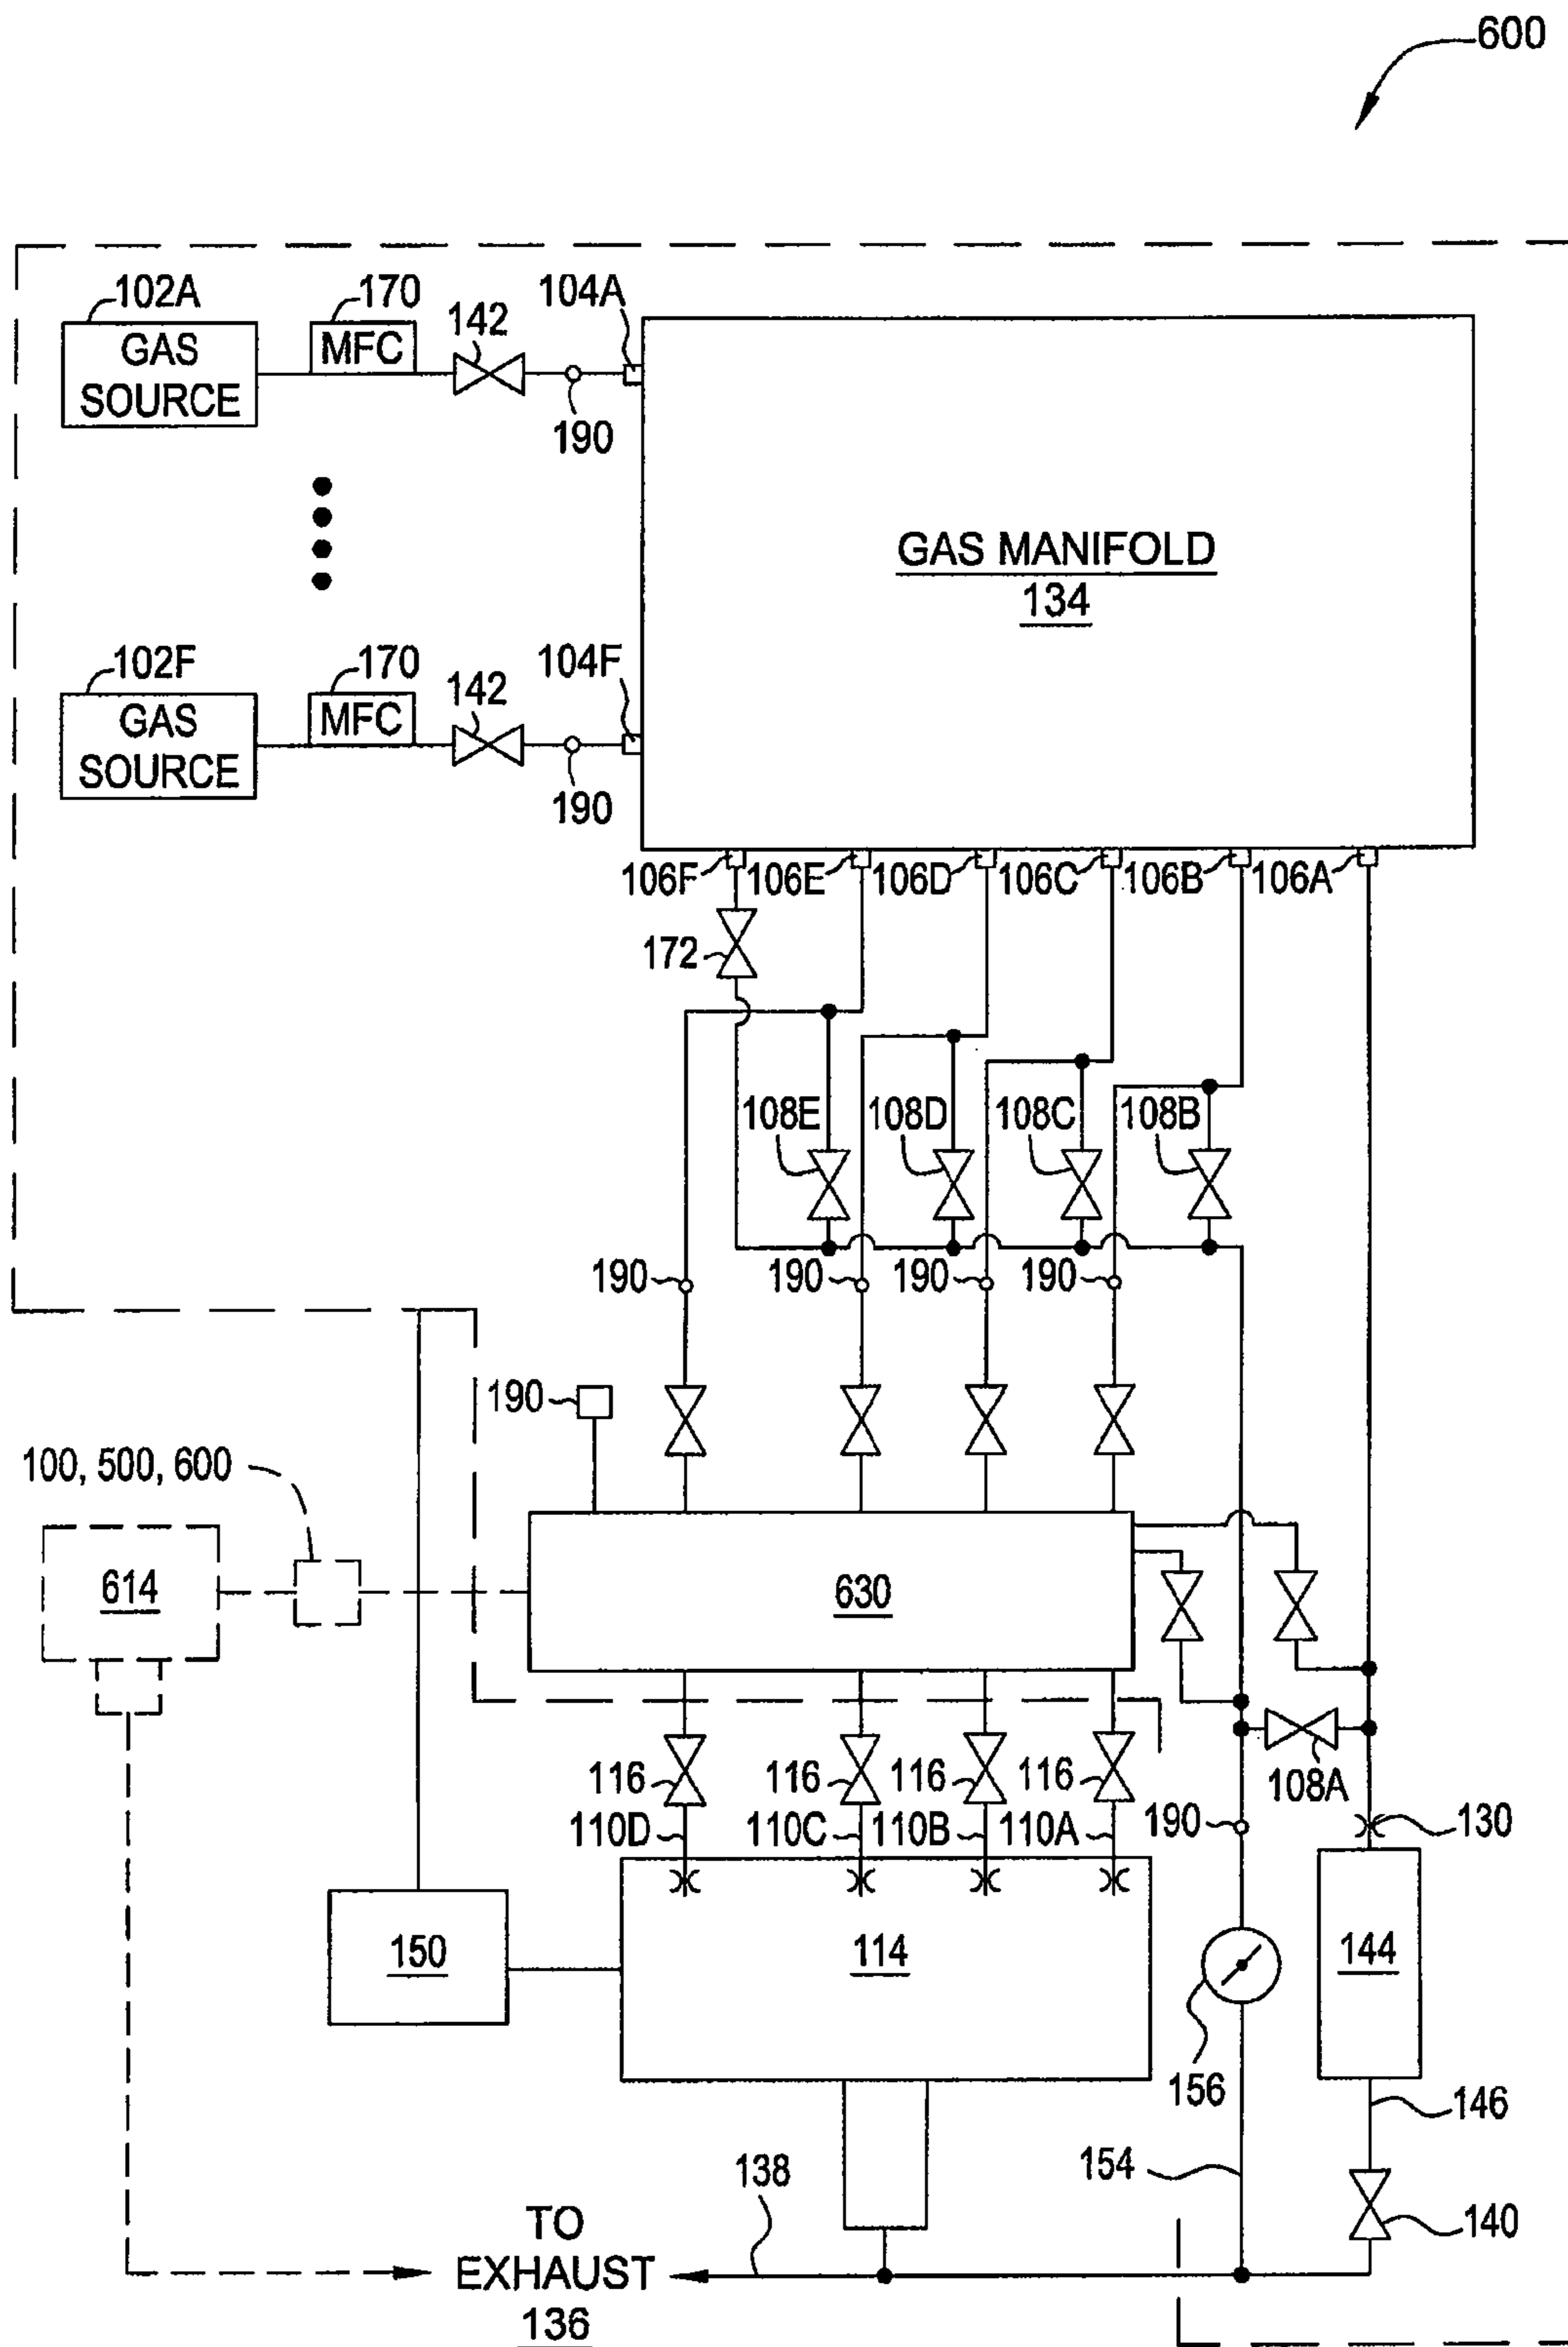 600
102A
170
142
104A
GAS
SOURCE
MFC
190
GAS MANIFOLD
134
102F
170
142
104F
GAS
SOURCE
MFC
190
106F
106E
106D
106C
106B
106A
172
108E
108D
108C
108B
190
190
190
190
190
100, 500, 600
614
630
116
116
116
116
108A
110D
110C
110B
110A
190
130
150
114
144
156
146
138
154
140
TO
EXHAUST
136